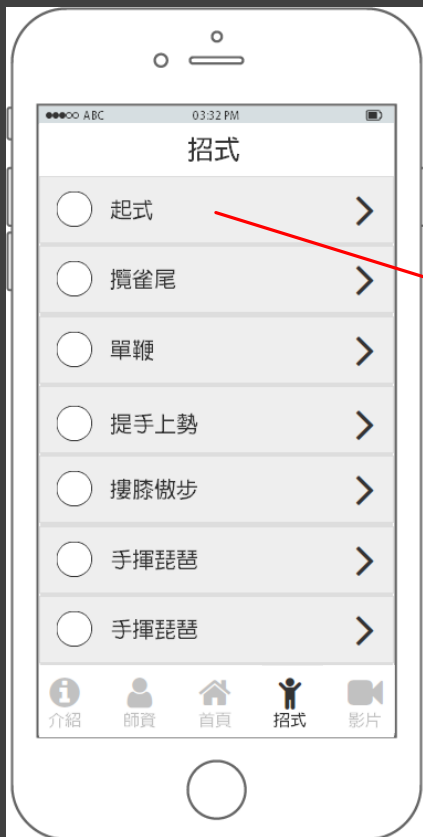 ABC 03:32 PM
招式
起式
攬雀尾
單鞭
提手上勢
摟膝傲步
手揮琵琶
手揮琵琶
介紹 師資 首頁 招式 影片